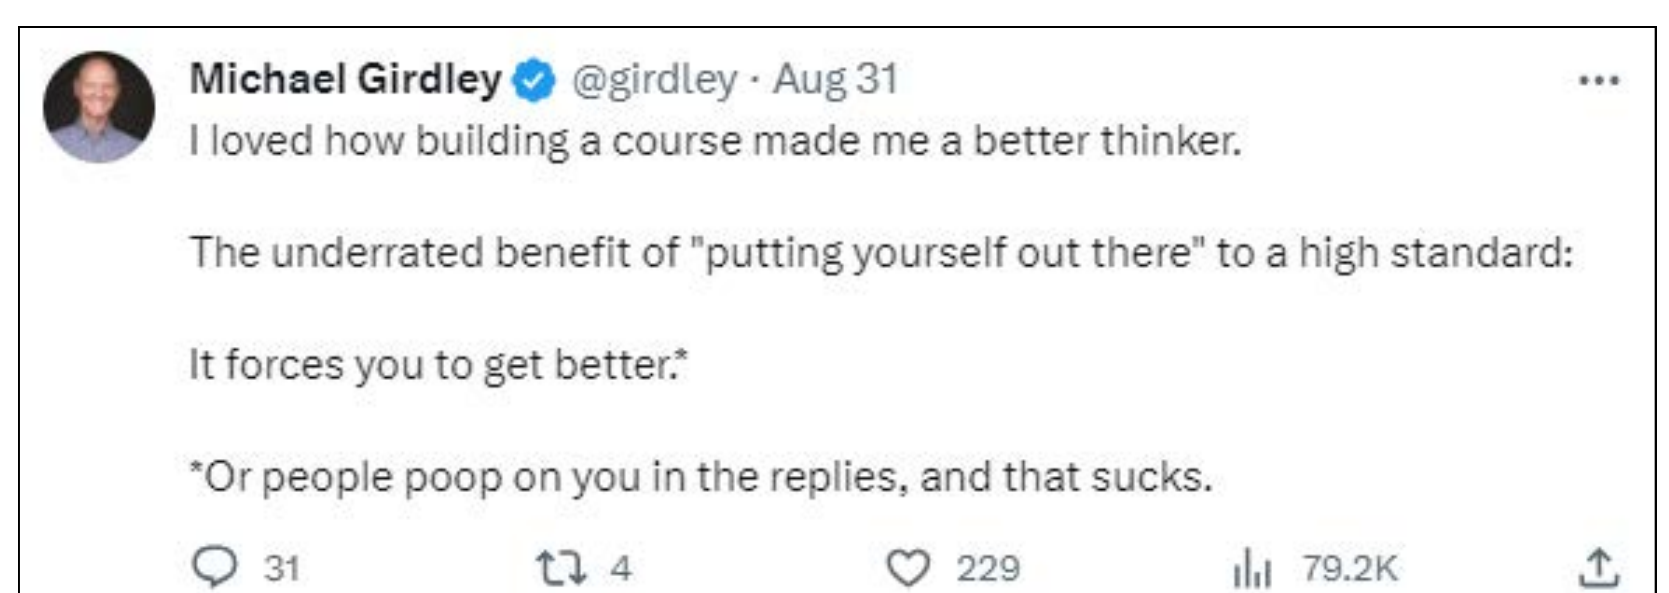 Michael Girdley @girdley · Aug 31
I loved how building a course made me a better thinker.
The underrated benefit of "putting yourself out there" to a high standard:
It forces you to get better.*
*Or people poop on you in the replies, and that sucks.
31 4 229 79.2K